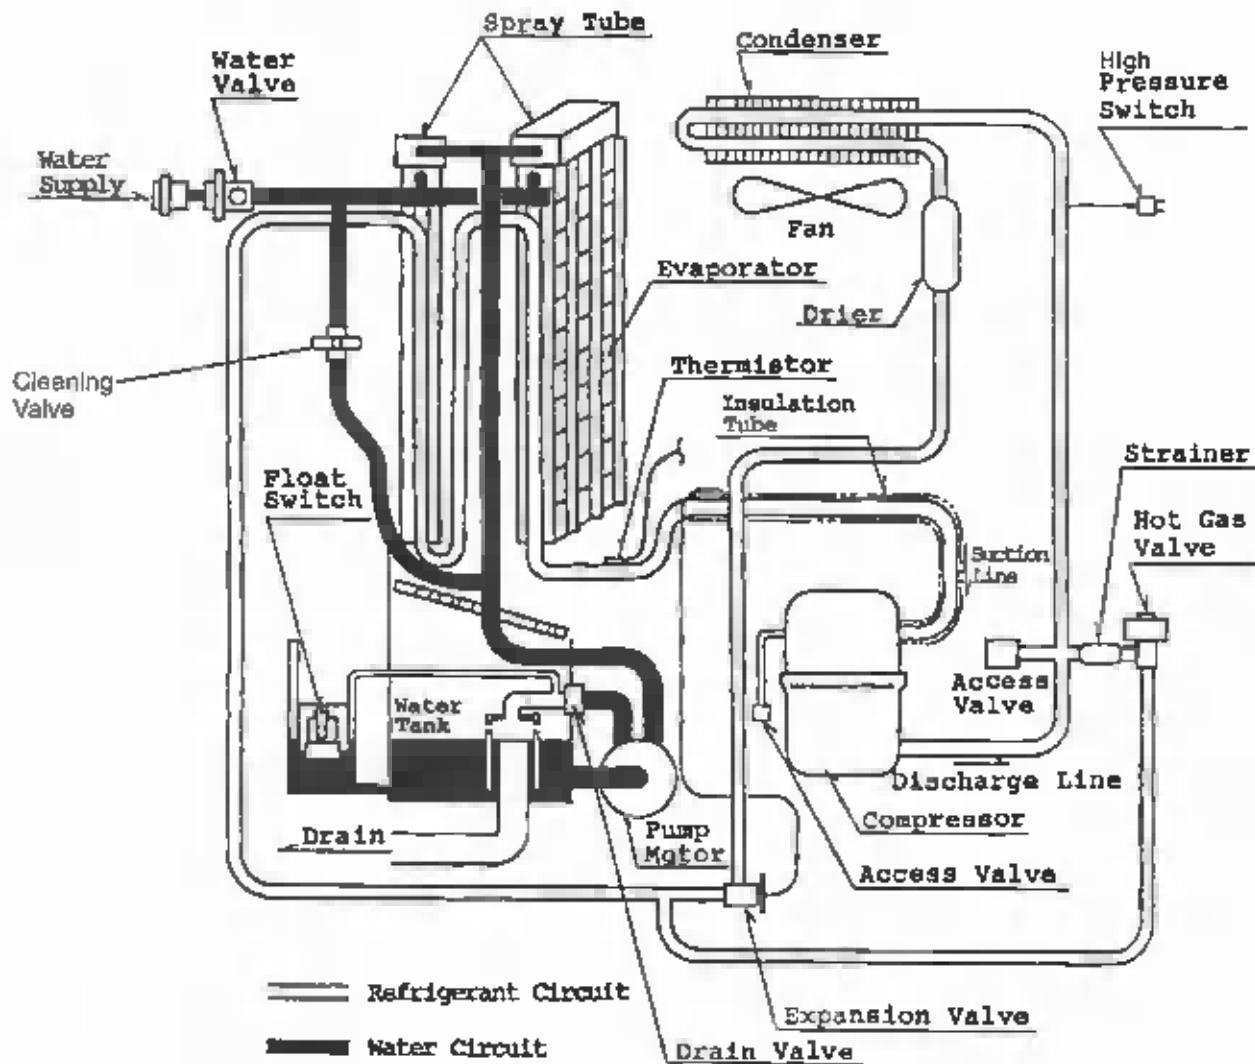 Spray Tube
Water
Valve
Condenser
High
Pressure
Switch
Water
Supply
Fan
Evaporator
Drier
Thermistor
Cleaning
Valve
Insulation
Tube
Float
Switch
Strainer
Hot Gas
Valve
Suction
Line
Water
Tank
Access
Valve
Discharge Line
Drain
Pump
Motor
Compressor
Access Valve
Refrigerant Circuit
Expansion Valve
Water Circuit
Drain Valve